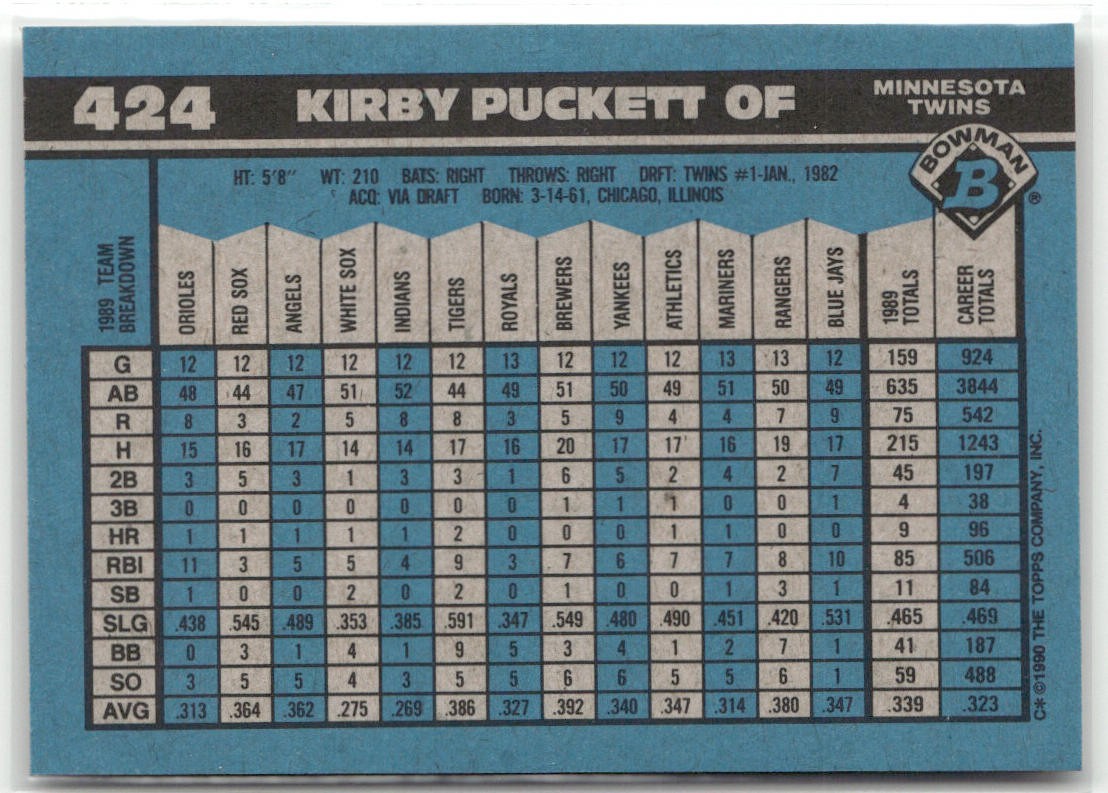 424 KIRBY PUCKETT OF MINNESOTA TWINS
BOWMAN
B
®
HT: 5'8" WT: 210 BATS: RIGHT THROWS: RIGHT DRFT: TWINS #1-JAN., 1982
ACQ: VIA DRAFT BORN: 3-14-61, CHICAGO, ILLINOIS
1989 TEAM BREAKDOWN ORIOLES RED SOX ANGELS WHITE SOX INDIANS TIGERS ROYALS BREWERS YANKEES ATHLETICS MARINERS RANGERS BLUE JAYS 1989 TOTALS CAREER TOTALS
G 12 12 12 12 12 12 13 12 12 12 13 13 12 159 924
AB 48 44 47 51 52 44 49 51 50 49 51 50 49 635 3844
R 8 3 2 5 8 8 3 5 9 4 4 7 9 75 542
H 15 16 17 14 14 17 16 20 17 17 16 19 17 215 1243
2B 3 5 3 1 3 3 1 6 5 2 4 2 7 45 197
3B 0 0 0 0 0 0 0 1 1 1 0 0 1 4 38
HR 1 1 1 1 1 2 0 0 0 1 1 0 0 9 96
RBI 11 3 5 5 4 9 3 7 6 7 7 8 10 85 506
SB 1 0 0 2 0 2 0 1 0 0 1 3 1 11 84
SLG .438 .545 .489 .353 .385 .591 .347 .549 .480 .490 .451 .420 .531 .465 .469
BB 0 3 1 4 1 9 5 3 4 1 2 7 1 41 187
SO 3 5 5 4 3 5 5 6 6 5 5 6 1 59 488
AVG .313 .364 .362 .275 .269 .386 .327 .392 .340 .347 .314 .380 .347 .339 .323
C*©1990 THE TOPPS COMPANY, INC.